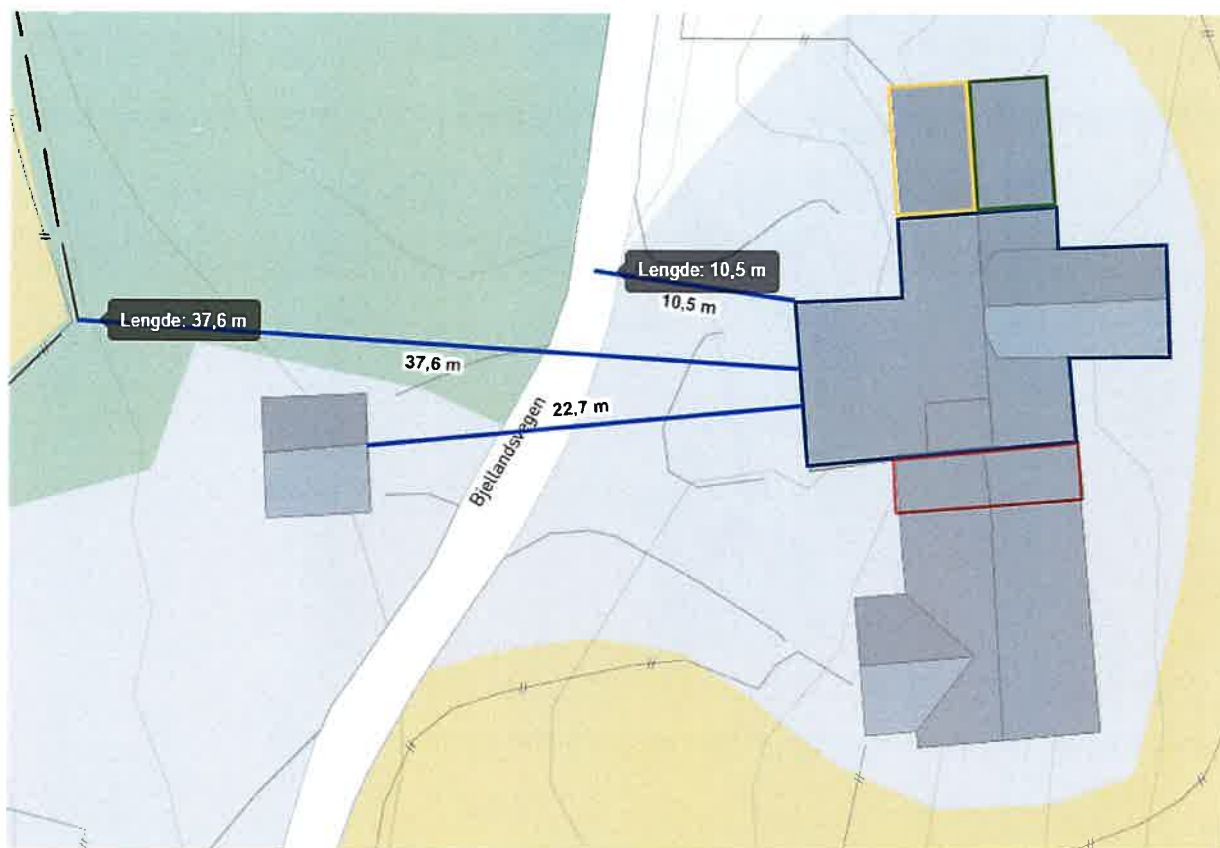 Lengde: 10,5 m
10,5 m
Lengde: 37,6 m
37,6 m
22,7 m
Bjellandsvegen